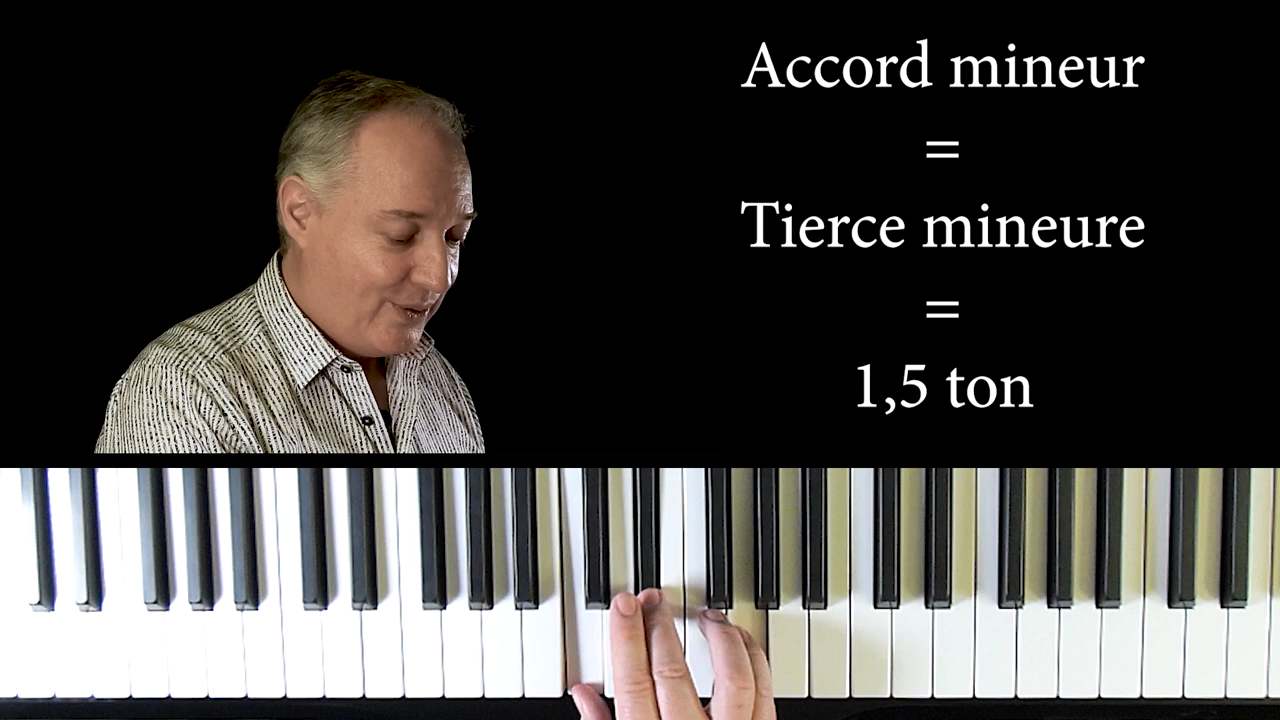 Accord mineur
=
Tierce mineure
=
1,5 ton